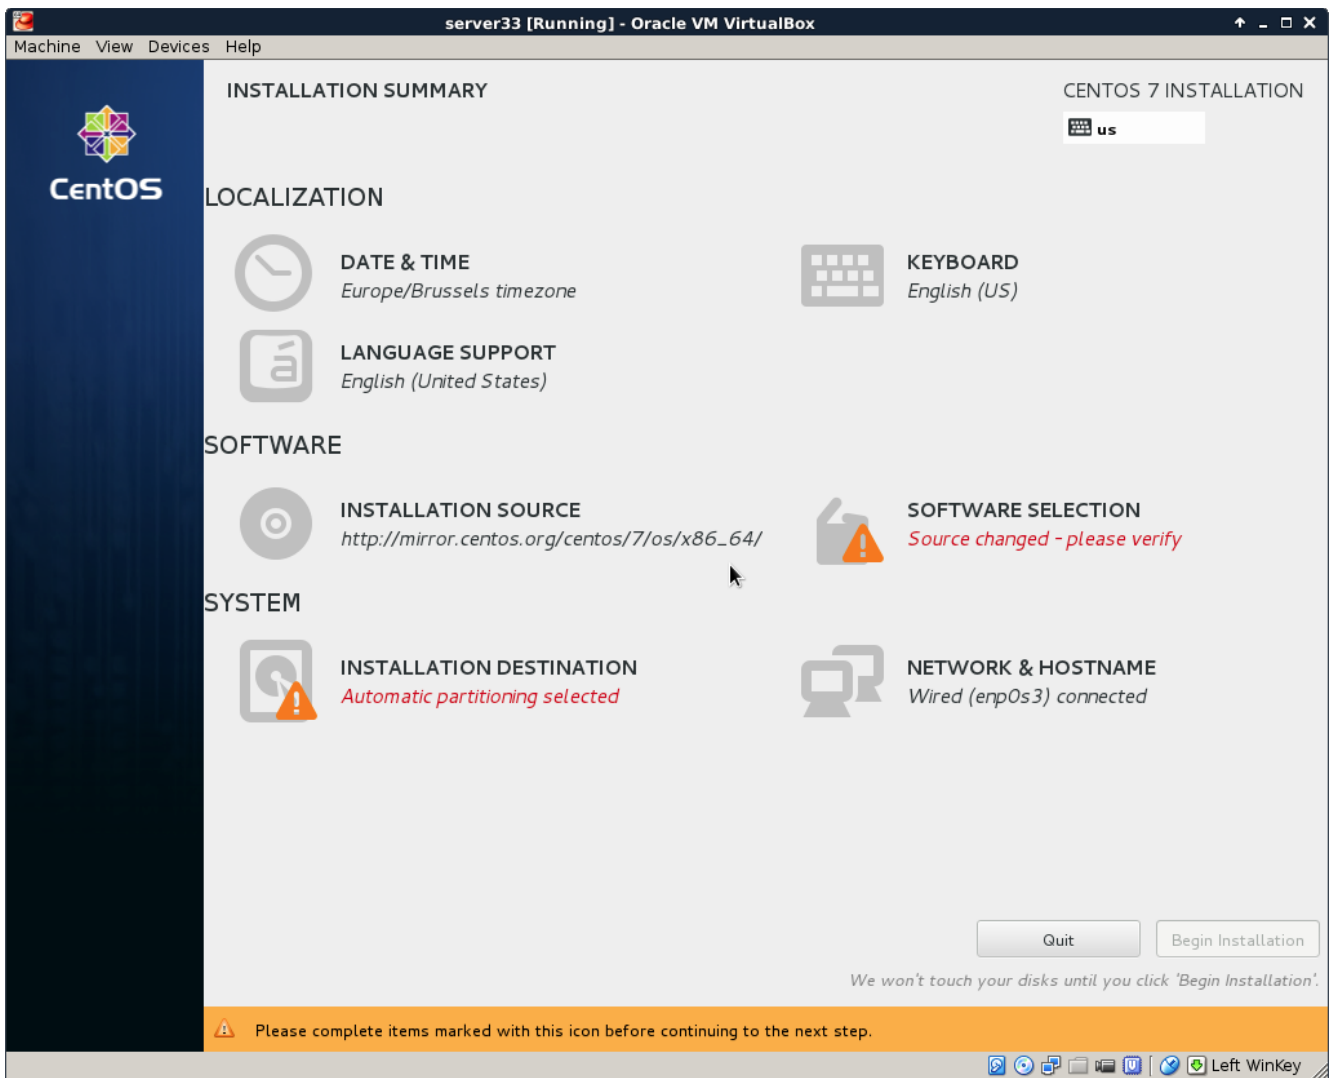 server33 [Running] - Oracle VM VirtualBox
Machine View Devices Help
INSTALLATION SUMMARY
CENTOS 7 INSTALLATION
us
CentOS
LOCALIZATION
DATE & TIME
Europe/Brussels timezone
KEYBOARD
English (US)
á
LANGUAGE SUPPORT
English (United States)
SOFTWARE
INSTALLATION SOURCE
http://mirror.centos.org/centos/7/os/x86_64/
SOFTWARE SELECTION
Source changed - please verify
SYSTEM
INSTALLATION DESTINATION
Automatic partitioning selected
NETWORK & HOSTNAME
Wired (enp0s3) connected
Quit
Begin Installation
We won't touch your disks until you click 'Begin Installation'.
Please complete items marked with this icon before continuing to the next step.
Left WinKey